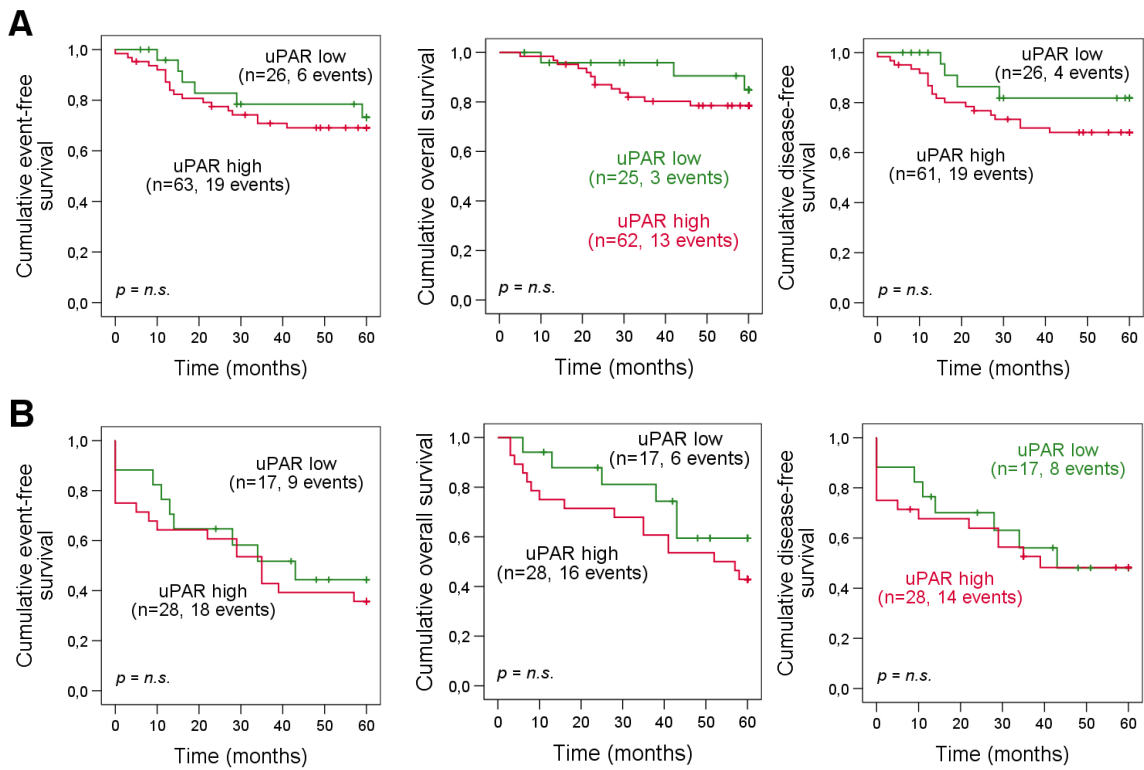 A
Cumulative event-free
survival
1,0
0,8
0,6
0,4
0,2
0,0
uPAR low
(n=26, 6 events)
uPAR high
(n=63, 19 events)
p = n.s.
0 10 20 30 40 50 60
Time (months)
Cumulative overall survival
1,0
0,8
0,6
0,4
0,2
0,0
uPAR low
(n=25, 3 events)
uPAR high
(n=62, 13 events)
p = n.s.
0 10 20 30 40 50 60
Time (months)
Cumulative disease-free
survival
1,0
0,8
0,6
0,4
0,2
0,0
uPAR low
(n=26, 4 events)
uPAR high
(n=61, 19 events)
p = n.s.
0 10 20 30 40 50 60
Time (months)
B
Cumulative event-free
survival
1,0
0,8
0,6
0,4
0,2
0,0
uPAR low
(n=17, 9 events)
uPAR high
(n=28, 18 events)
p = n.s.
0 10 20 30 40 50 60
Time (months)
Cumulative overall survival
1,0
0,8
0,6
0,4
0,2
0,0
uPAR low
(n=17, 6 events)
uPAR high
(n=28, 16 events)
p = n.s.
0 10 20 30 40 50 60
Time (months)
Cumulative disease-free
survival
1,0
0,8
0,6
0,4
0,2
0,0
uPAR low
(n=17, 8 events)
uPAR high
(n=28, 14 events)
p = n.s.
0 10 20 30 40 50 60
Time (months)